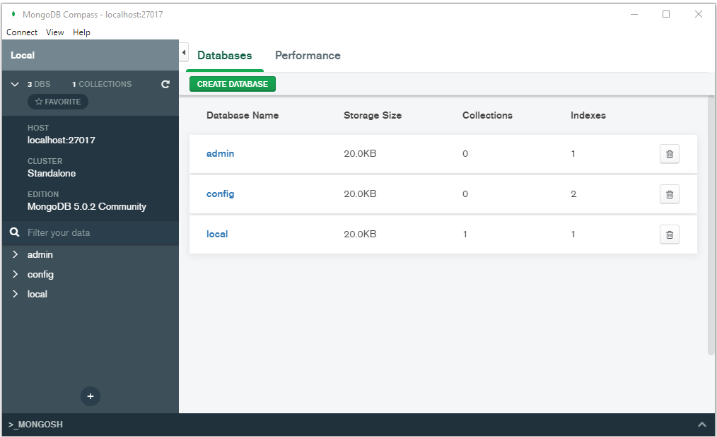 MongoDB Compass - localhost:27017
Connect View Help
Local
3 DBS 1 COLLECTIONS
FAVORITE
HOST
localhost:27017
CLUSTER
Standalone
EDITION
MongoDB 5.0.2 Community
Filter your data
admin
config
local
Databases Performance
CREATE DATABASE
Database Name Storage Size Collections Indexes
admin 20.0KB 0 1
config 20.0KB 0 2
local 20.0KB 1 1
>_MONGOSH